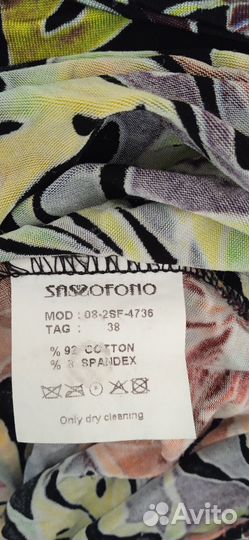 SASSOFONO
MOD : 08-2SF-4736
TAG : 38
% 92 COTTON
% 8 SPANDEX
Only dry cleaning
Avito